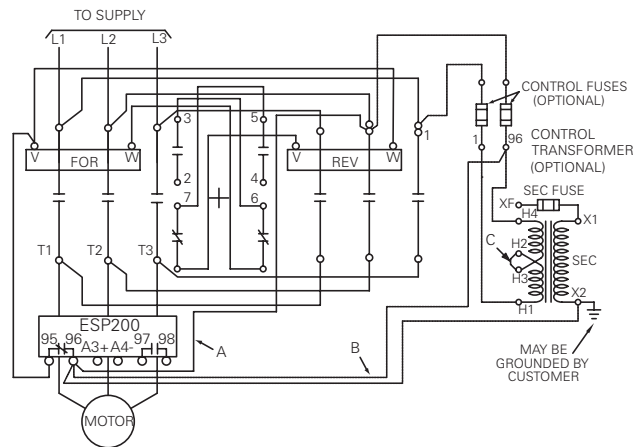 TO SUPPLY
L1 L2 L3
CONTROL FUSES
(OPTIONAL)
3 5 1 1 96
CONTROL
TRANSFORMER
(OPTIONAL)
V FOR W V REV W
2 4
7 6
SEC FUSE
XF
H4 X1
C H2
SEC
H3
T1 T2 T3
H1 X2
ESP200
95 96 A3+A4- 97 98
A
B
MAY BE
GROUNDED BY
CUSTOMER
MOTOR